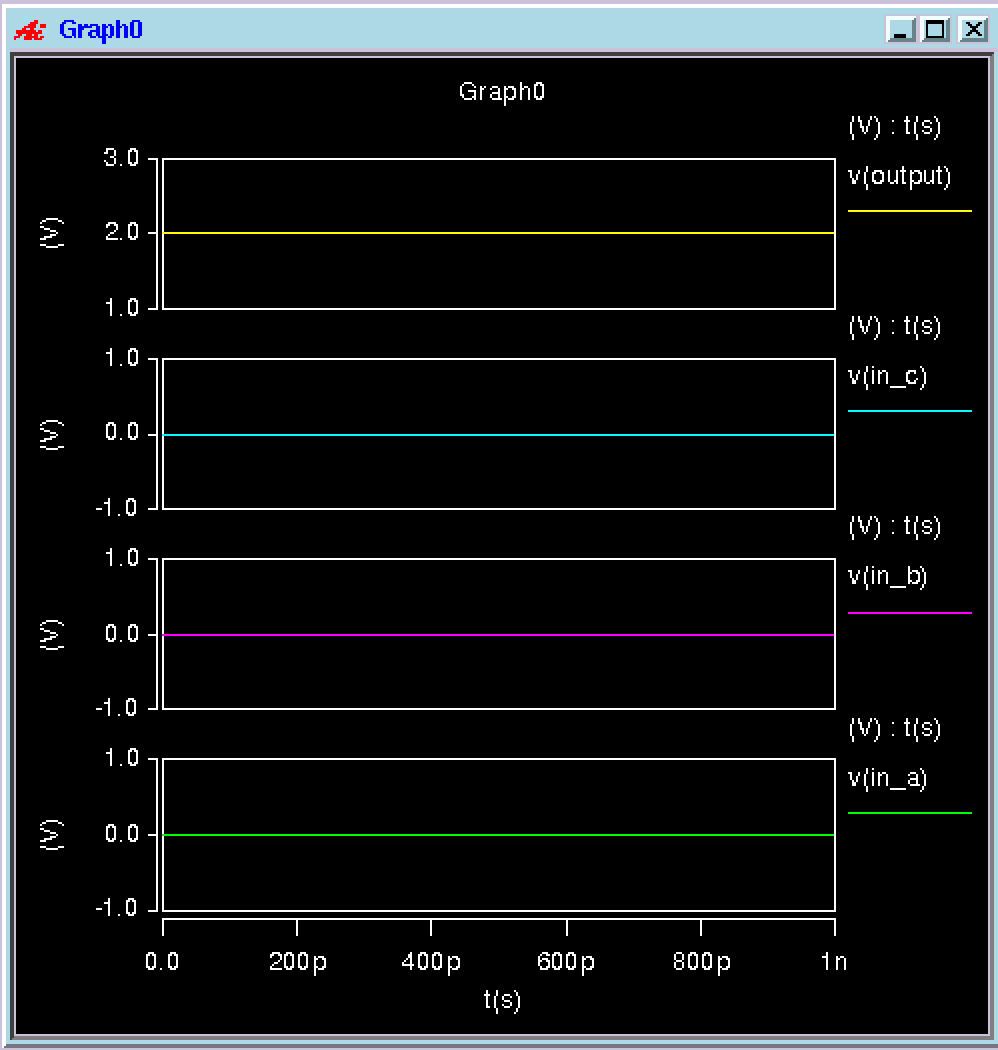 Graph0
Graph0
(V) : t(s)
3.0
v(output)
(V)
2.0
1.0
(V) : t(s)
1.0
v(in_c)
(V)
0.0
-1.0
(V) : t(s)
1.0
v(in_b)
(V)
0.0
-1.0
(V) : t(s)
1.0
v(in_a)
(V)
0.0
-1.0
0.0 200p 400p 600p 800p 1n
t(s)